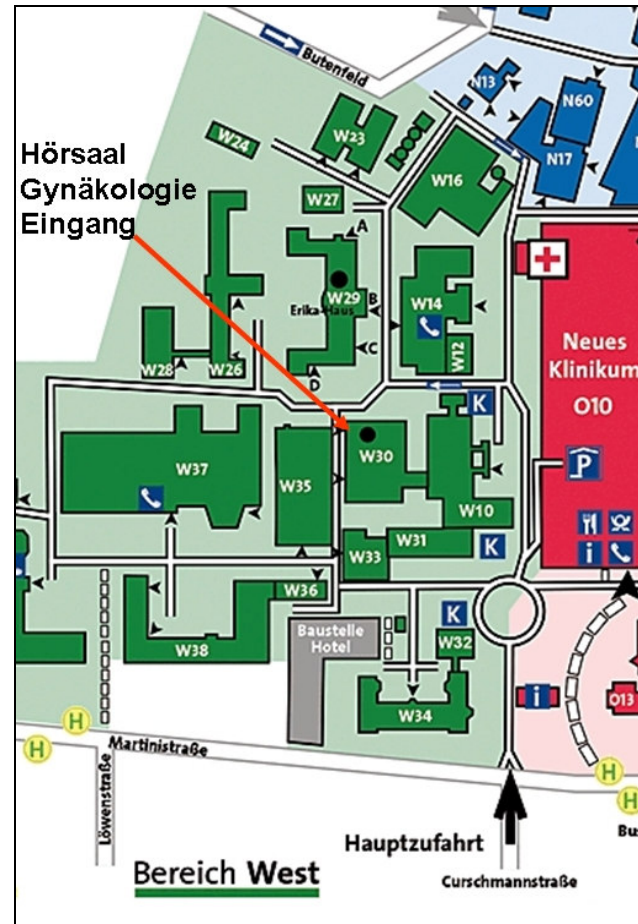 Butenfeld
N13
N60
N17
W23
W24
W16
Hörsaal
Gynäkologie
Eingang
W27
A
W29
B
Erika-Haus
W14
C
W12
W28
W26
D
Neues
Klinikum
O10
K
P
W37
W35
W30
W10
W31
K
W33
i
W36
K
Baustelle
Hotel
W32
W38
W34
i
O13
H
H
Martinistraße
Löwenstraße
H
H
Bus
Hauptzufahrt
Bereich West
Curschmannstraße